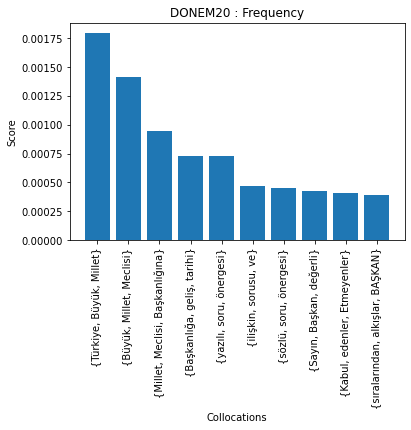 DONEM20 : Frequency
Score
0.00175
0.00150
0.00125
0.00100
0.00075
0.00050
0.00025
0.00000
{Türkiye, Büyük, Millet}
{Büyük, Millet, Meclisi}
{Millet, Meclisi, Başkanlığına}
{Başkanlığa, geliş, tarihi}
{yazılı, soru, önergesi}
{ilişkin, sorusu, ve}
{sözlü, soru, önergesi}
{Sayın, Başkan, değerli}
{Kabul, edenler, Etmeyenler}
{sıralarından, alkışlar, BAŞKAN}
Collocations